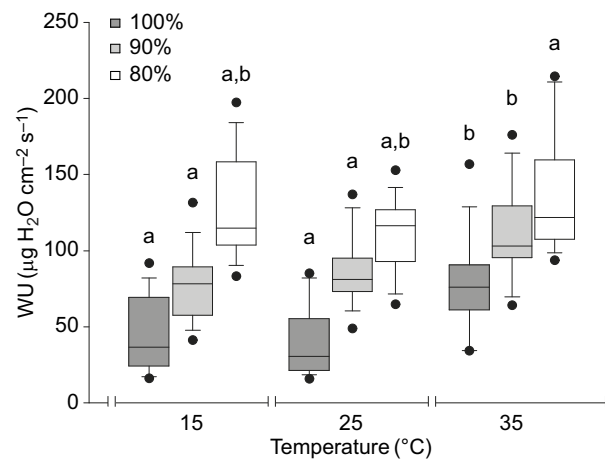 250
200
150
100
50
0
WU (μg H₂O cm⁻² s⁻¹)
100%
90%
80%
a
a
a,b
a
a
a,b
b
b
a
15
25
35
Temperature (°C)